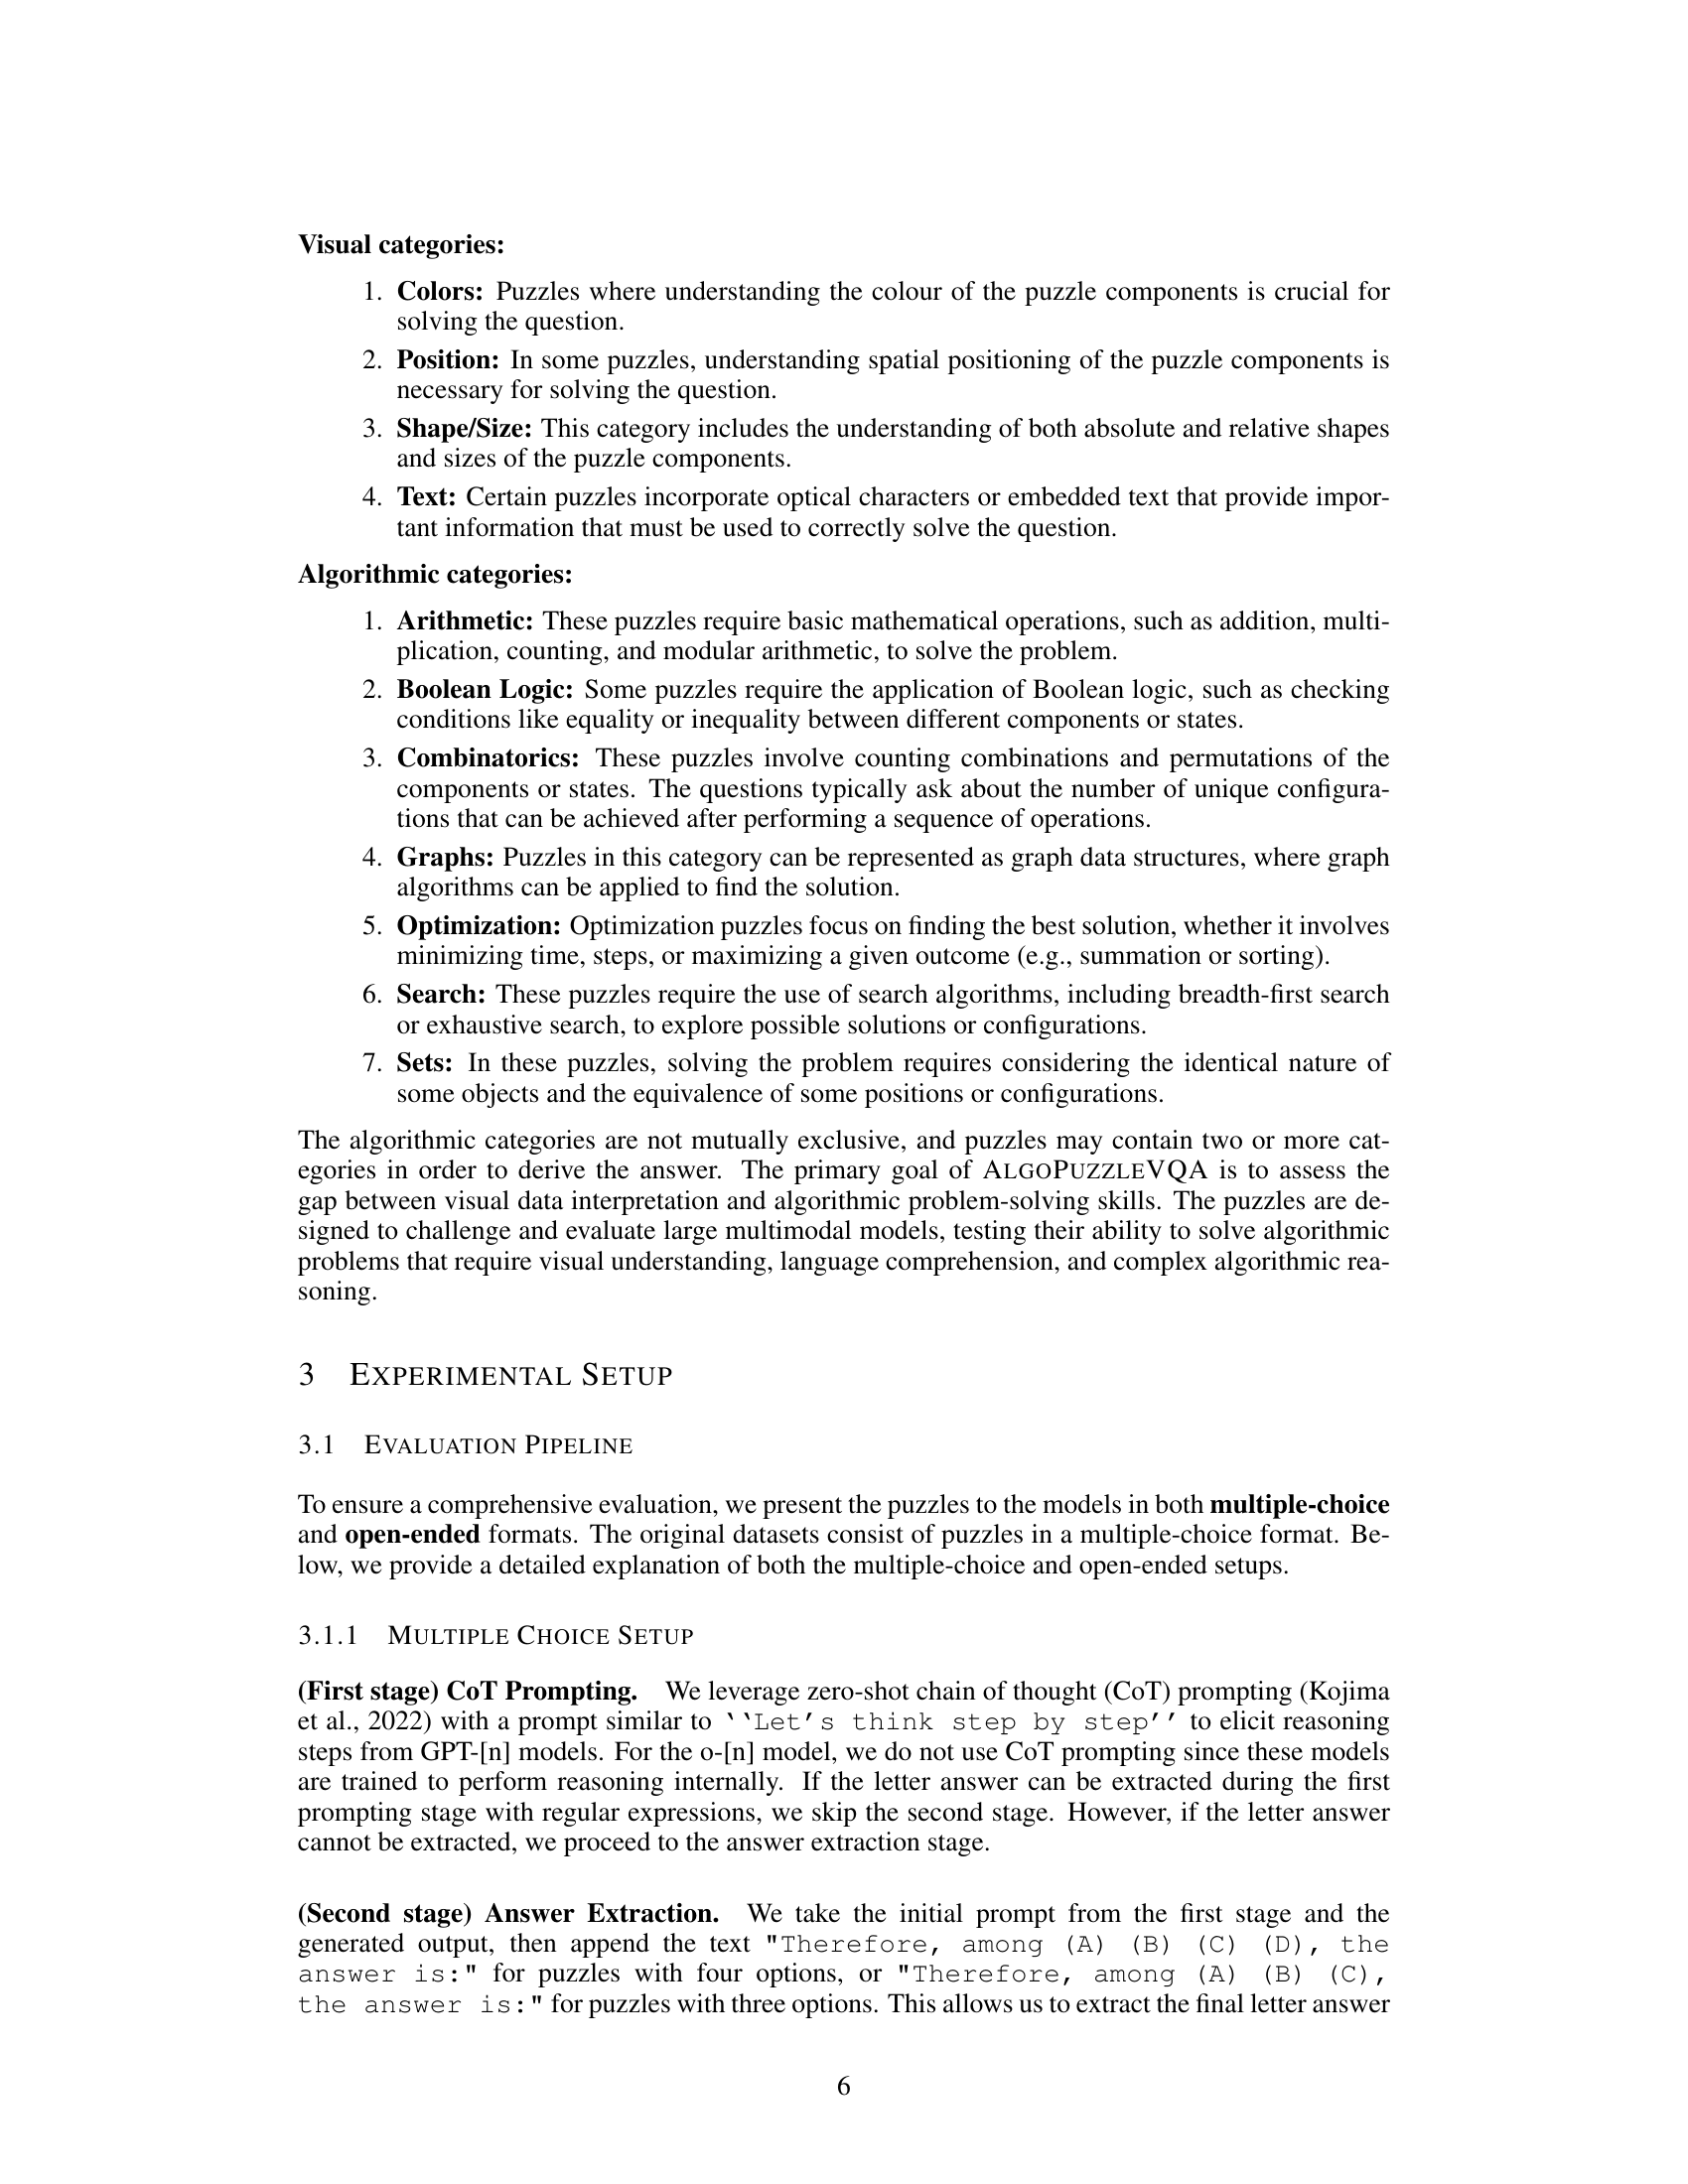 Visual categories:
1. Colors: Puzzles where understanding the colour of the puzzle components is crucial for
solving the question.
2. Position: In some puzzles, understanding spatial positioning of the puzzle components is
necessary for solving the question.
3. Shape/Size: This category includes the understanding of both absolute and relative shapes
and sizes of the puzzle components.
4. Text: Certain puzzles incorporate optical characters or embedded text that provide impor-
tant information that must be used to correctly solve the question.
Algorithmic categories:
1. Arithmetic: These puzzles require basic mathematical operations, such as addition, multi-
plication, counting, and modular arithmetic, to solve the problem.
2. Boolean Logic: Some puzzles require the application of Boolean logic, such as checking
conditions like equality or inequality between different components or states.
3. Combinatorics: These puzzles involve counting combinations and permutations of the
components or states. The questions typically ask about the number of unique configura-
tions that can be achieved after performing a sequence of operations.
4. Graphs: Puzzles in this category can be represented as graph data structures, where graph
algorithms can be applied to find the solution.
5. Optimization: Optimization puzzles focus on finding the best solution, whether it involves
minimizing time, steps, or maximizing a given outcome (e.g., summation or sorting).
6. Search: These puzzles require the use of search algorithms, including breadth-first search
or exhaustive search, to explore possible solutions or configurations.
7. Sets: In these puzzles, solving the problem requires considering the identical nature of
some objects and the equivalence of some positions or configurations.
The algorithmic categories are not mutually exclusive, and puzzles may contain two or more cat-
egories in order to derive the answer. The primary goal of ALGOPUZZLEVQA is to assess the
gap between visual data interpretation and algorithmic problem-solving skills. The puzzles are de-
signed to challenge and evaluate large multimodal models, testing their ability to solve algorithmic
problems that require visual understanding, language comprehension, and complex algorithmic rea-
soning.
3 EXPERIMENTAL SETUP
3.1 EVALUATION PIPELINE
To ensure a comprehensive evaluation, we present the puzzles to the models in both multiple-choice
and open-ended formats. The original datasets consist of puzzles in a multiple-choice format. Be-
low, we provide a detailed explanation of both the multiple-choice and open-ended setups.
3.1.1 MULTIPLE CHOICE SETUP
(First stage) CoT Prompting. We leverage zero-shot chain of thought (CoT) prompting (Kojima
et al., 2022) with a prompt similar to ‘‘Let’s think step by step’’ to elicit reasoning
steps from GPT-[n] models. For the o-[n] model, we do not use CoT prompting since these models
are trained to perform reasoning internally. If the letter answer can be extracted during the first
prompting stage with regular expressions, we skip the second stage. However, if the letter answer
cannot be extracted, we proceed to the answer extraction stage.
(Second stage) Answer Extraction. We take the initial prompt from the first stage and the
generated output, then append the text "Therefore, among (A) (B) (C) (D), the
answer is:" for puzzles with four options, or "Therefore, among (A) (B) (C),
the answer is:" for puzzles with three options. This allows us to extract the final letter answer
6